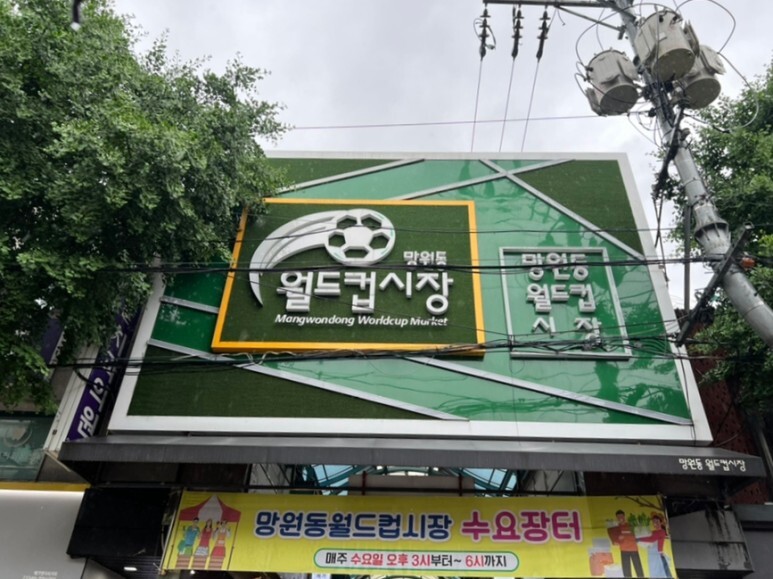 망원동
월드컵시장
Mangwondong Worldcup Market
망원동
월드컵
시장
망원동 월드컵시장
망원동월드컵시장 수요장터
매주 수요일 오후 3시부터~ 6시까지